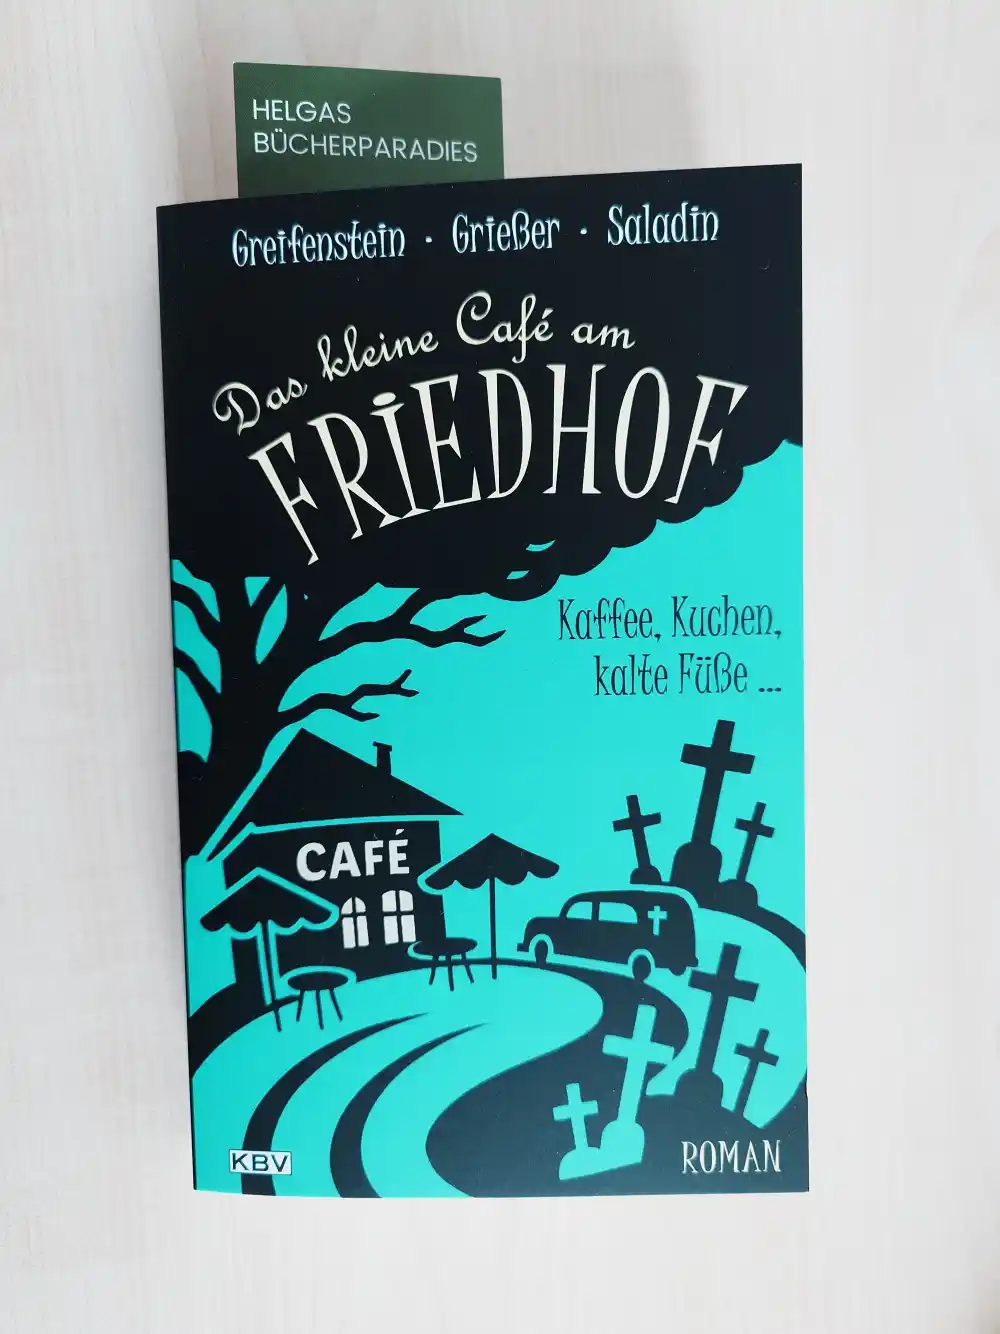 HELGAS
BÜCHERPARADIES
Greifenstein · Grießer · Saladin
Das kleine Café am
FRIEDHOF
Kaffee, Kuchen,
kalte Füße ...
CAFÉ
KBV
ROMAN